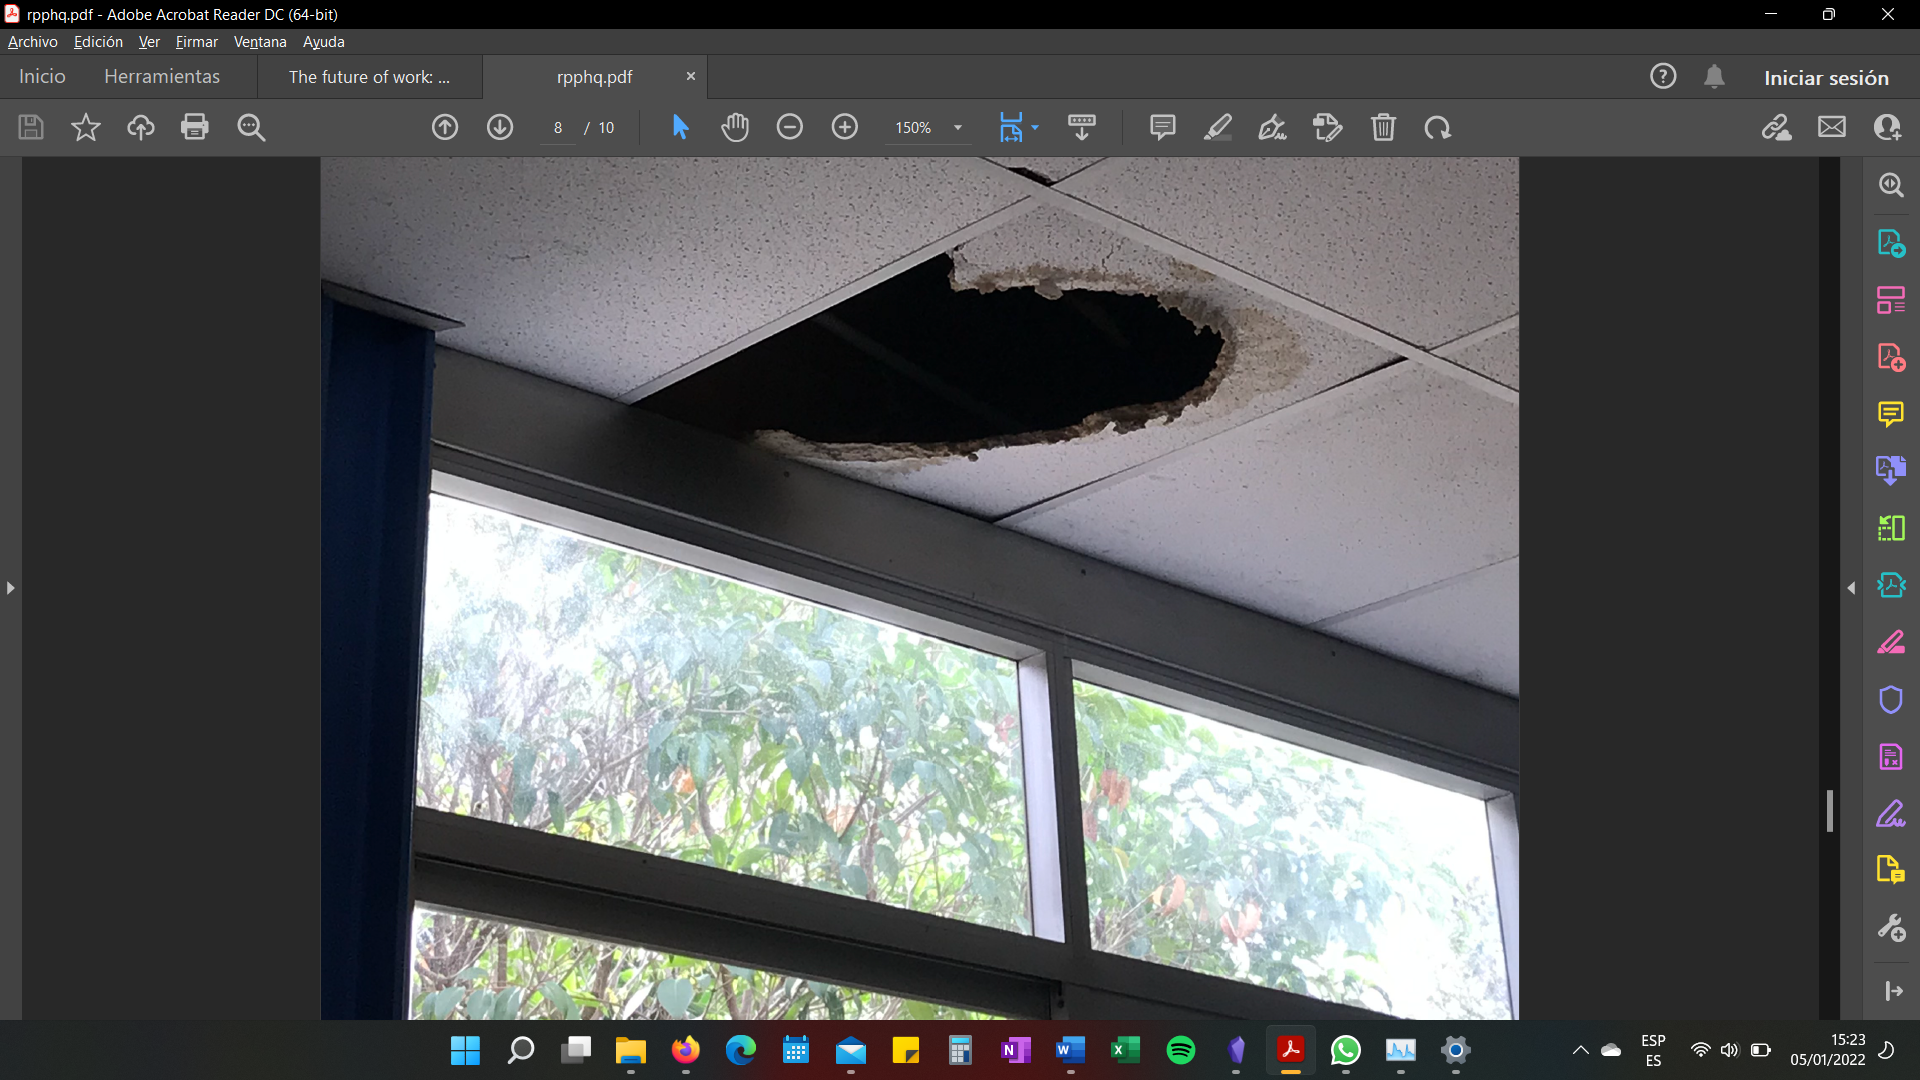 rpphq.pdf - Adobe Acrobat Reader DC (64-bit)
Archivo Edición Ver Firmar Ventana Ayuda
Inicio Herramientas The future of work: ... rpphq.pdf Iniciar sesión
8 / 10 150%
ESP
ES
15:23
05/01/2022